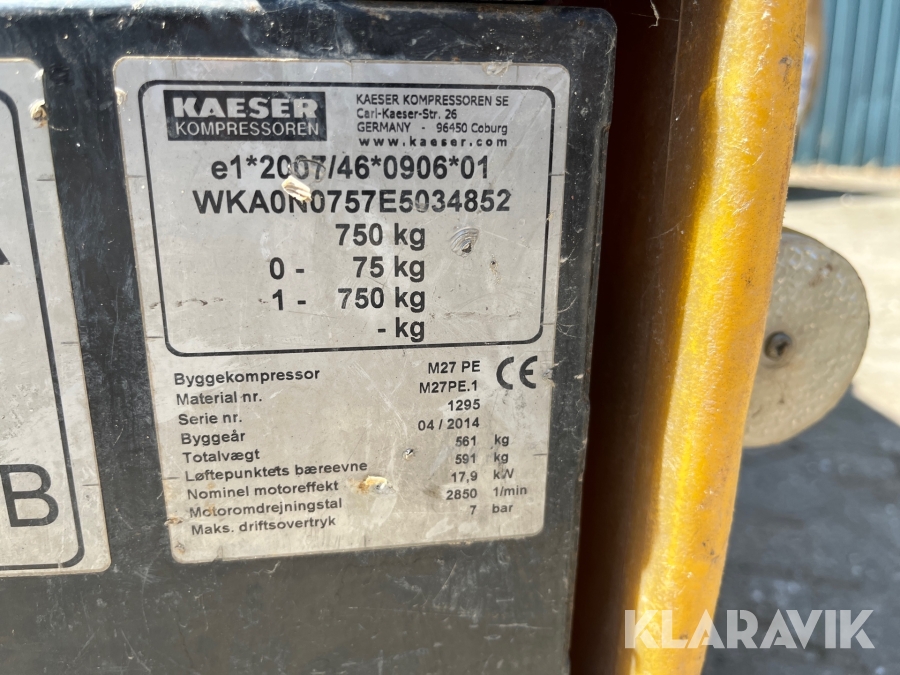 KAESER
KOMPRESSOREN
KAESER KOMPRESSOREN SE
Carl-Kaeser-Str. 26
GERMANY - 96450 Coburg
www.kaeser.com
e1*2007/46*0906*01
WKA0N0757E5034852
750 kg
0 - 75 kg
1 - 750 kg
- kg
Byggekompressor M27 PE
Material nr. M27PE.1
Serie nr. 1295
Byggeår 04 / 2014
Totalvægt 561 kg
Løftepunktets bæreevne 591 kg
Nominel motoreffekt 17,9 kW
Motoromdrejningstal 2850 1/min
Maks. driftsovertryk 7 bar
CE
B
KLARAVIK